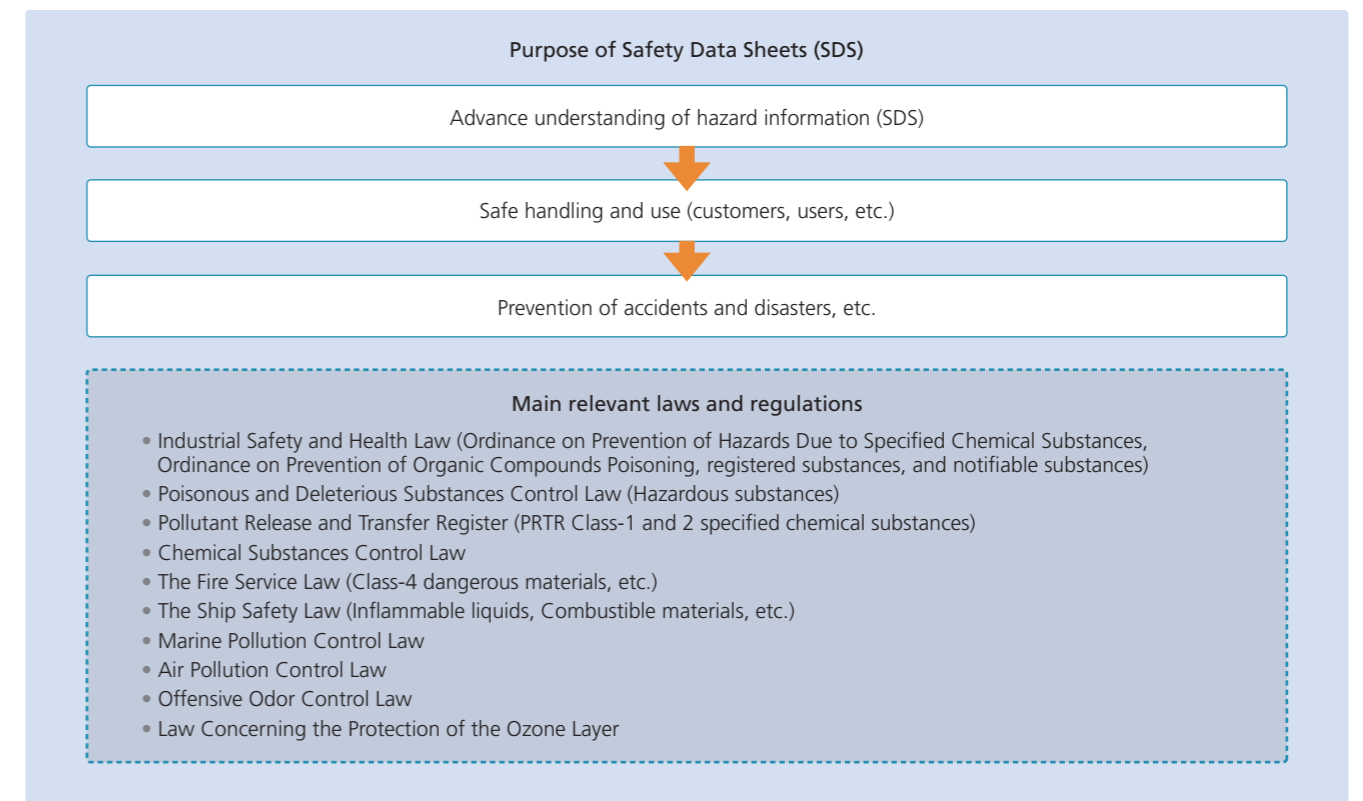 Purpose of Safety Data Sheets (SDS)
Advance understanding of hazard information (SDS)
Safe handling and use (customers, users, etc.)
Prevention of accidents and disasters, etc.
Main relevant laws and regulations
• Industrial Safety and Health Law (Ordinance on Prevention of Hazards Due to Specified Chemical Substances,
Ordinance on Prevention of Organic Compounds Poisoning, registered substances, and notifiable substances)
• Poisonous and Deleterious Substances Control Law (Hazardous substances)
• Pollutant Release and Transfer Register (PRTR Class-1 and 2 specified chemical substances)
• Chemical Substances Control Law
• The Fire Service Law (Class-4 dangerous materials, etc.)
• The Ship Safety Law (Inflammable liquids, Combustible materials, etc.)
• Marine Pollution Control Law
• Air Pollution Control Law
• Offensive Odor Control Law
• Law Concerning the Protection of the Ozone Layer